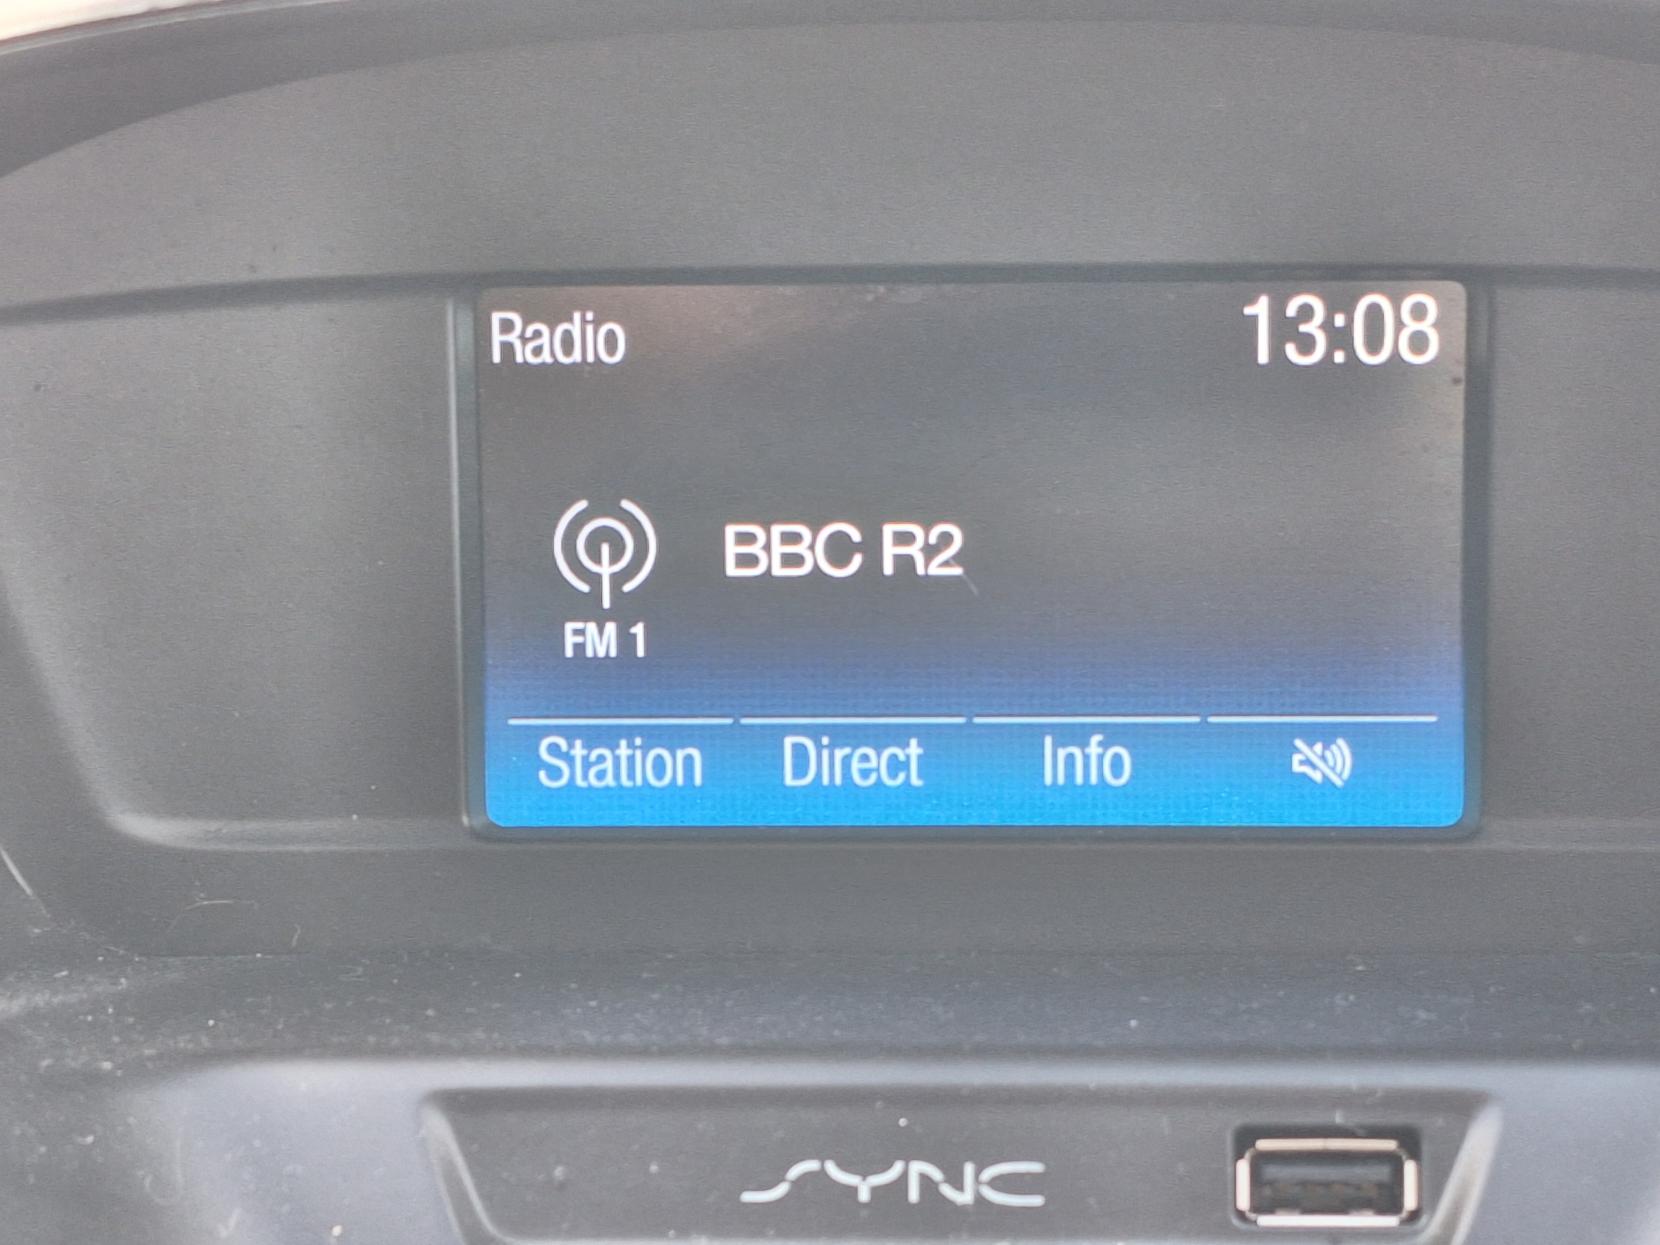 Radio 13:08
BBC R2
FM 1
Station Direct Info
SYNC